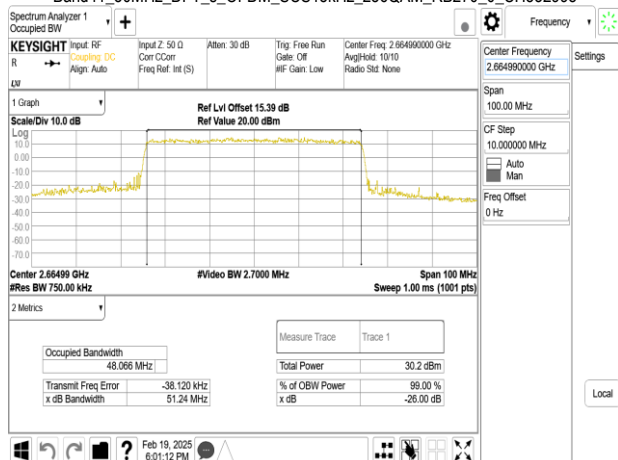 Spectrum Analyzer 1
Occupied BW
+
Frequency
KEYSIGHT
R
LXI
Input: RF
Coupling: DC
Align: Auto
Input Z: 50 Ω
Corr CCorr
Freq Ref: Int (S)
Atten: 30 dB
Trig: Free Run
Gate: Off
#IF Gain: Low
Center Freq: 2.664990000 GHz
Avg|Hold: 10/10
Radio Std: None
Center Frequency
2.664990000 GHz
Settings
Span
100.00 MHz
CF Step
10.000000 MHz
Auto
Man
Freq Offset
0 Hz
Local
1 Graph
Scale/Div 10.0 dB
Ref Lvl Offset 15.39 dB
Ref Value 20.00 dBm
Log
10.0
0.00
-10.0
-20.0
-30.0
-40.0
-50.0
-60.0
-70.0
Center 2.66499 GHz
#Video BW 2.7000 MHz
Span 100 MHz
#Res BW 750.00 kHz
Sweep 1.00 ms (1001 pts)
2 Metrics
Measure Trace Trace 1
Occupied Bandwidth
48.066 MHz
Total Power 30.2 dBm
Transmit Freq Error -38.120 kHz
% of OBW Power 99.00 %
x dB Bandwidth 51.24 MHz
x dB -26.00 dB
?
Feb 19, 2025
6:01:12 PM